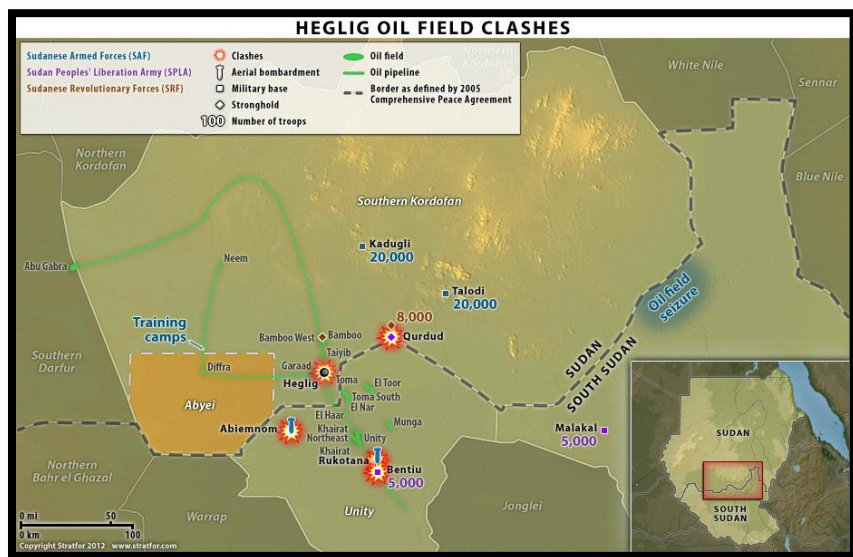 HEGLIG OIL FIELD CLASHES
Sudanese Armed Forces (SAF)
Sudan Peoples' Liberation Army (SPLA)
Sudanese Revolutionary Forces (SRF)
Clashes
Aerial bombardment
Military base
Stronghold
100 Number of troops
Oil field
Oil pipeline
Border as defined by 2005
Comprehensive Peace Agreement
Northern
Kordofan
White Nile
Sennar
Northern
Kordofan
Blue Nile
Southern Kordofan
Kadugli
20,000
Abu Gabra
Neem
Talodi
20,000
Oil field
seizure
Training
camps
8,000
Bamboo West
Bamboo
Qurdud
Taiyib
SUDAN
SOUTH SUDAN
Southern
Darfur
Diffra
Garaad
Heglig
Toma
El Toor
Toma South
El Nar
Abyei
El Haar
Munga
Abiemnom
Khairat
Northeast
Unity
Khairat
Rukotana
Bentiu
5,000
Malakal
5,000
Northern
Bahr el Ghazal
Warrap
Unity
Jonglei
SUDAN
SOUTH
SUDAN
0 mi 50
0 km 100
Copyright Stratfor 2012 www.stratfor.com